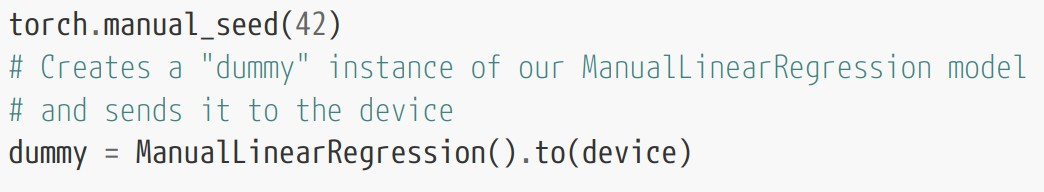 torch.manual_seed(42)
# Creates a "dummy" instance of our ManualLinearRegression model
# and sends it to the device
dummy = ManualLinearRegression().to(device)